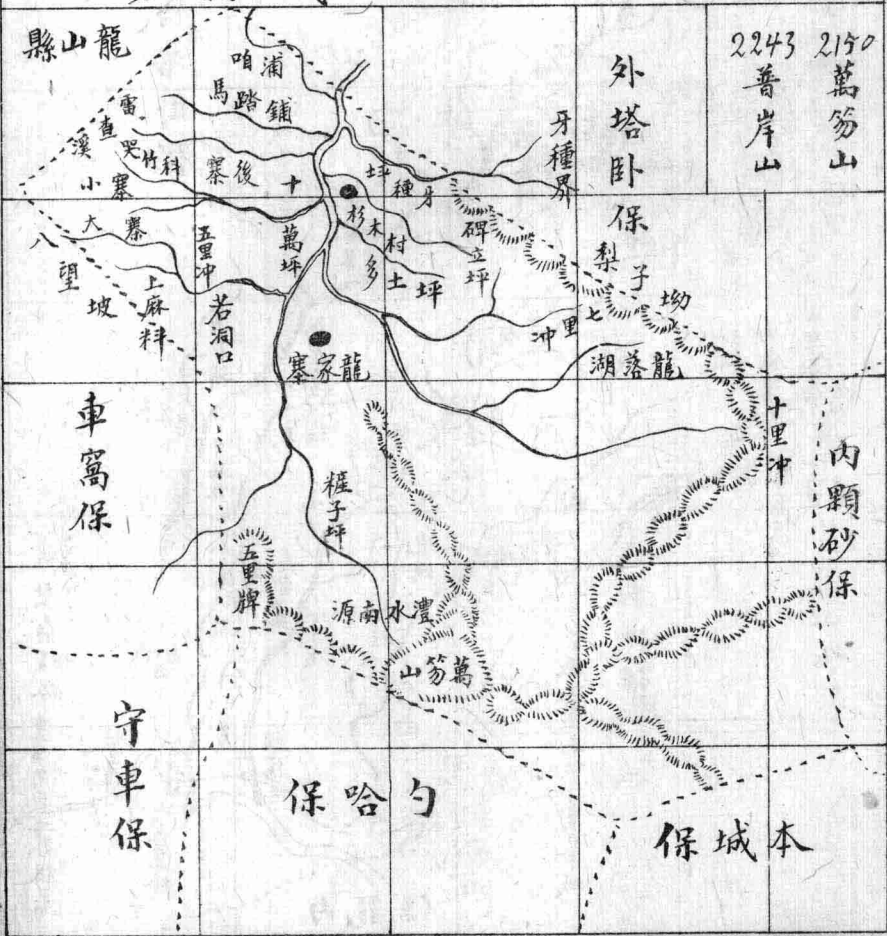 2150
萬笏山
2243
普岸山
龍山縣
咱浦
馬踏鋪
雷查溪
哭竹科
寨後
小寨
大寨
八望坡
五里冲
上麻料
十萬坪
若洞口
杉木村
多土坪
牙種坪
碑立坪
牙種界
外塔卧保
梨子坳
七里冲
龍落湖
龍家寨
十里冲
內顆砂保
車窩保
粧子坪
五里牌
澧水南源
萬笏山
守車保
勺哈保
本城保